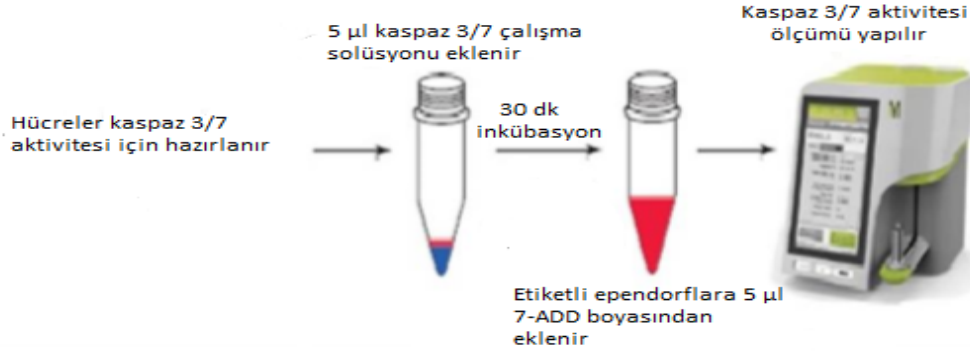 Hücreler kaspaz 3/7
aktivitesi için hazırlanır
5 µl kaspaz 3/7 çalışma
solüsyonu eklenir
30 dk
inkübasyon
Etiketli ependorflara 5 µl
7-ADD boyasından
eklenir
Kaspaz 3/7 aktivitesi
ölçümü yapılır